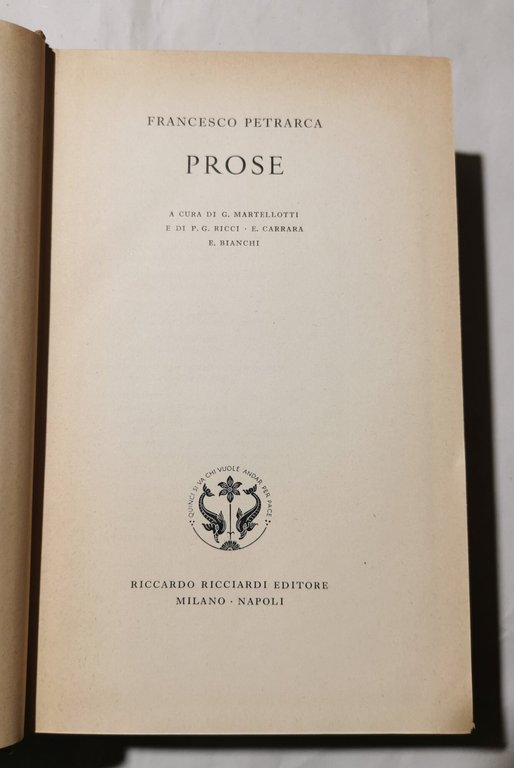 FRANCESCO PETRARCA
PROSE
A CURA DI G. MARTELLOTTI
E DI P. G. RICCI · E. CARRARA
E. BIANCHI
QUINCI SI VA CHI VUOLE ANDAR PER PACE
RICCARDO RICCIARDI EDITORE
MILANO · NAPOLI